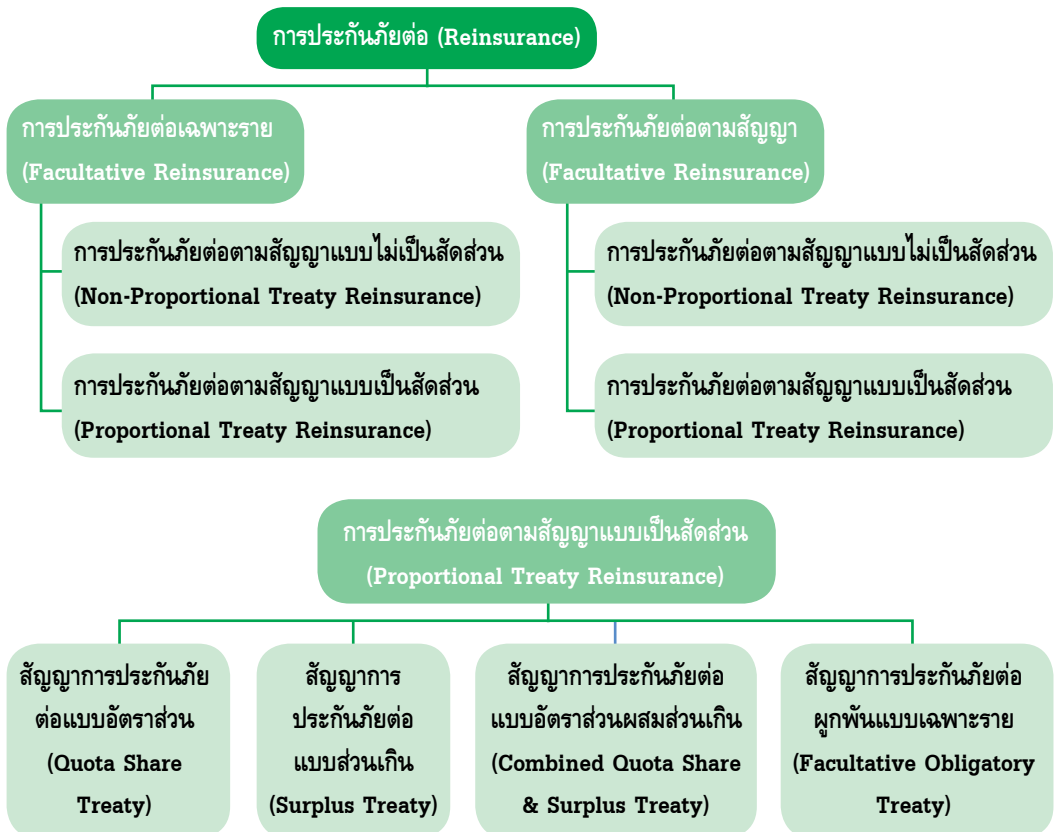 การประกันภัยต่อ (Reinsurance)
การประกันภัยต่อเฉพาะราย
(Facultative Reinsurance)
การประกันภัยต่อตามสัญญา
(Facultative Reinsurance)
การประกันภัยต่อตามสัญญาแบบไม่เป็นสัดส่วน
(Non-Proportional Treaty Reinsurance)
การประกันภัยต่อตามสัญญาแบบไม่เป็นสัดส่วน
(Non-Proportional Treaty Reinsurance)
การประกันภัยต่อตามสัญญาแบบเป็นสัดส่วน
(Proportional Treaty Reinsurance)
การประกันภัยต่อตามสัญญาแบบเป็นสัดส่วน
(Proportional Treaty Reinsurance)
การประกันภัยต่อตามสัญญาแบบเป็นสัดส่วน
(Proportional Treaty Reinsurance)
สัญญาการประกันภัย
ต่อแบบอัตราส่วน
(Quota Share
Treaty)
สัญญาการ
ประกันภัยต่อ
แบบส่วนเกิน
(Surplus Treaty)
สัญญาการประกันภัยต่อ
แบบอัตราส่วนผสมส่วนเกิน
(Combined Quota Share
& Surplus Treaty)
สัญญาการประกันภัยต่อ
ผูกพันแบบเฉพาะราย
(Facultative Obligatory
Treaty)